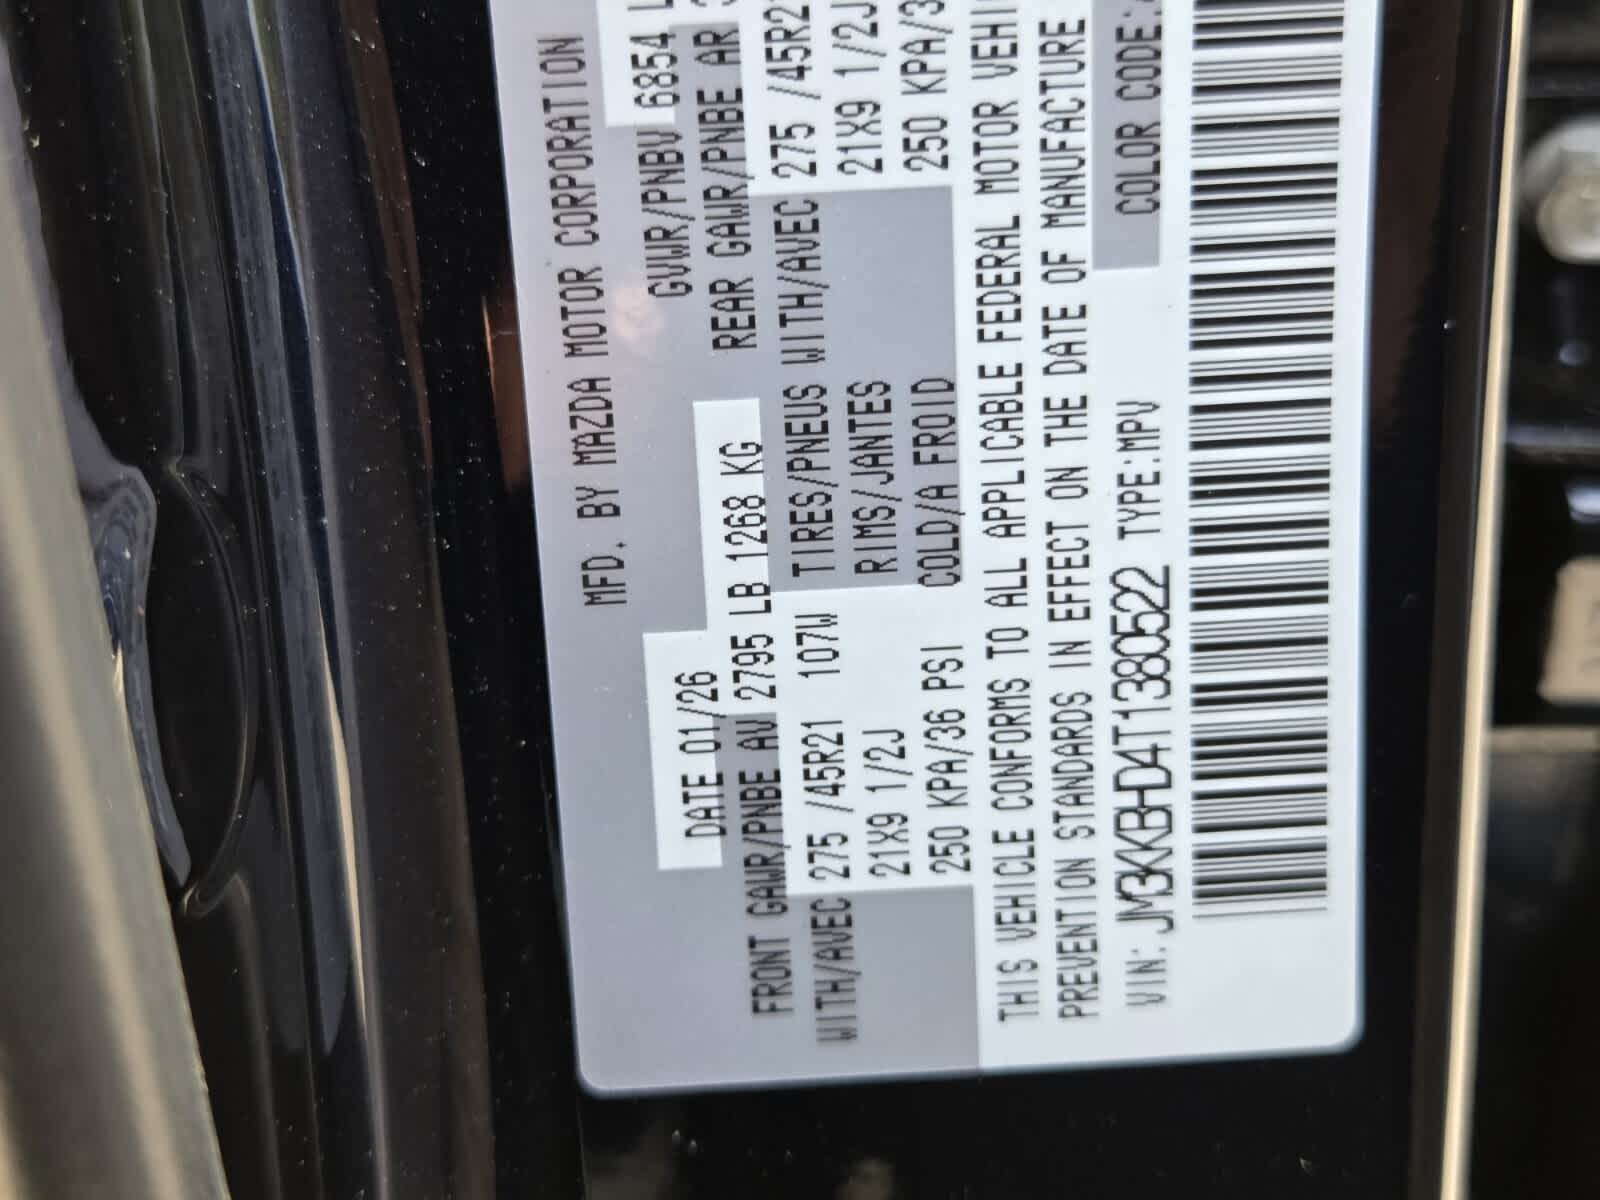 MFD. BY MAZDA MOTOR CORPORATION
DATE 01/26 GVWR/PNBV 6854
FRONT GAWR/PNBE AV 2795 LB 1268 KG REAR GAWR/PNBE AR
WITH/AVEC 275 /45R21 107W TIRES/PNEUS WITH/AVEC 275 /45R21
21X9 1/2J RIMS/JANTES 21X9 1/2J
250 KPA/36 PSI COLD/A FROID 250 KPA/3
THIS VEHICLE CONFORMS TO ALL APPLICABLE FEDERAL MOTOR VEHI
PREVENTION STANDARDS IN EFFECT ON THE DATE OF MANUFACTURE
VIN: JM3KKBHD4T1380522 TYPE:MPV COLOR CODE: